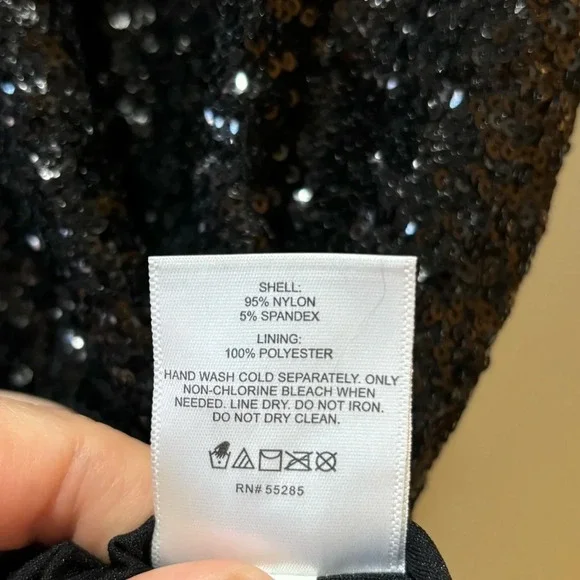 SHELL:
95% NYLON
5% SPANDEX
LINING:
100% POLYESTER
HAND WASH COLD SEPARATELY. ONLY
NON-CHLORINE BLEACH WHEN
NEEDED. LINE DRY. DO NOT IRON.
DO NOT DRY CLEAN.
RN# 55285